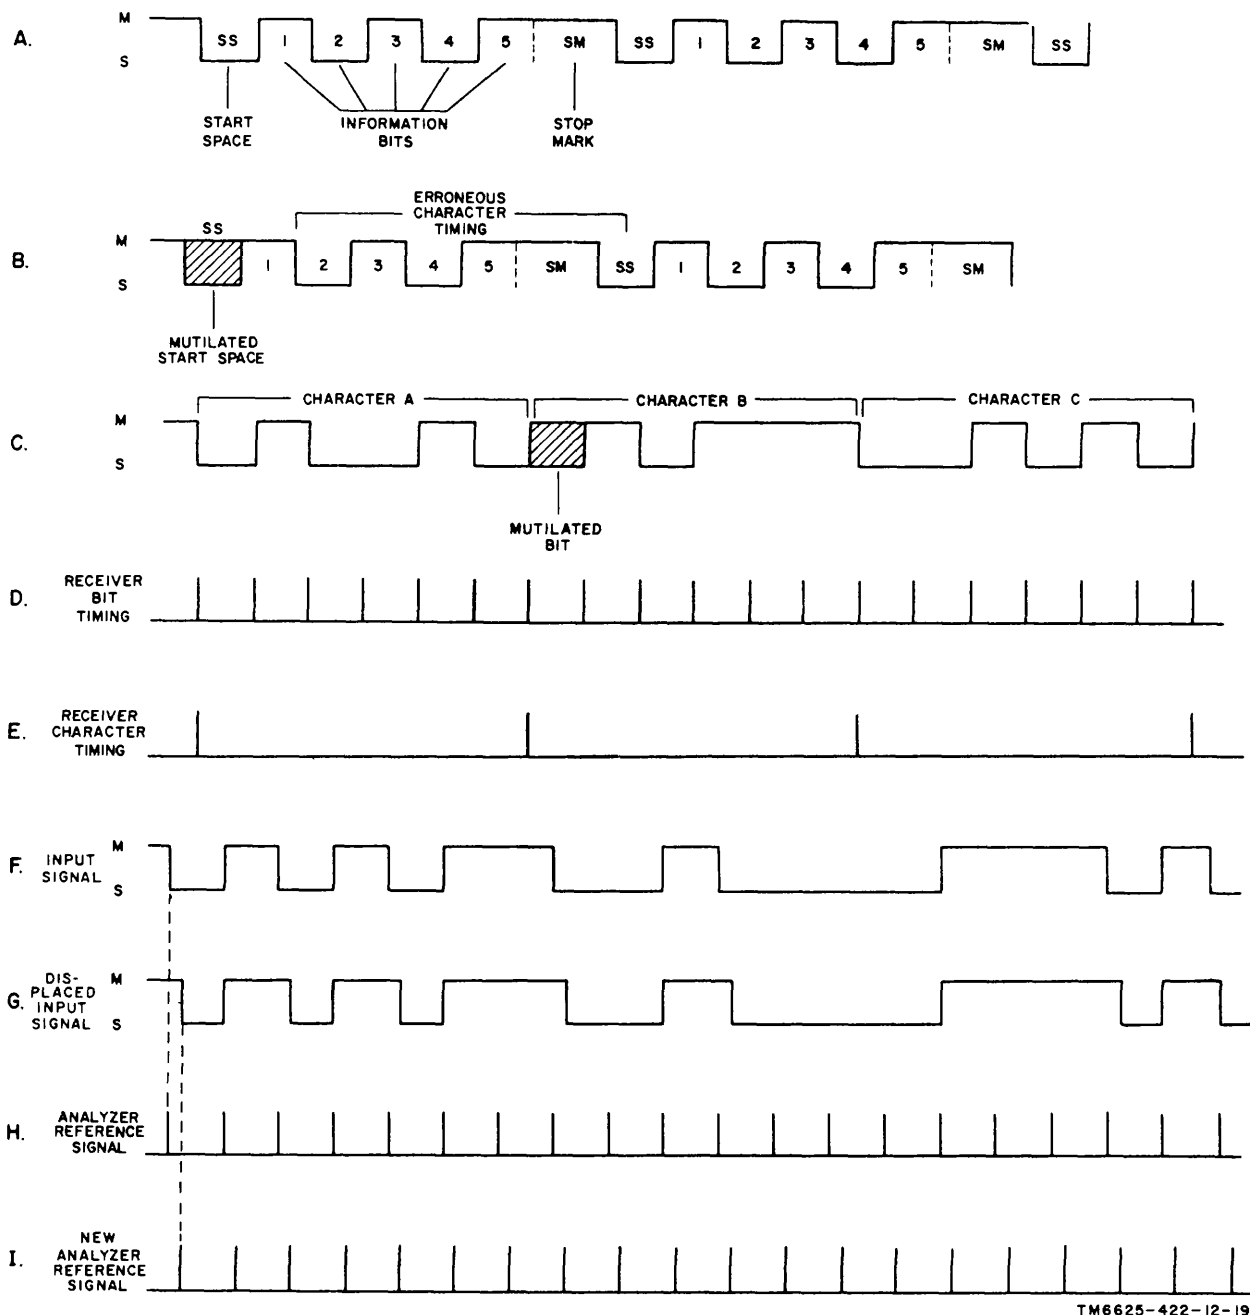 A.
M
S
SS 1 2 3 4 5 SM SS 1 2 3 4 5 SM SS
START
SPACE
INFORMATION
BITS
STOP
MARK
B.
ERRONEOUS
CHARACTER
TIMING
SS
M
S
1 2 3 4 5 SM SS 1 2 3 4 5 SM
MUTILATED
START SPACE
C.
CHARACTER A
CHARACTER B
CHARACTER C
M
S
MUTILATED
BIT
D.
RECEIVER
BIT
TIMING
E.
RECEIVER
CHARACTER
TIMING
F.
INPUT
SIGNAL
M
S
G.
DIS-
PLACED
INPUT
SIGNAL
M
S
H.
ANALYZER
REFERENCE
SIGNAL
I.
NEW
ANALYZER
REFERENCE
SIGNAL
TM6625-422-12-19